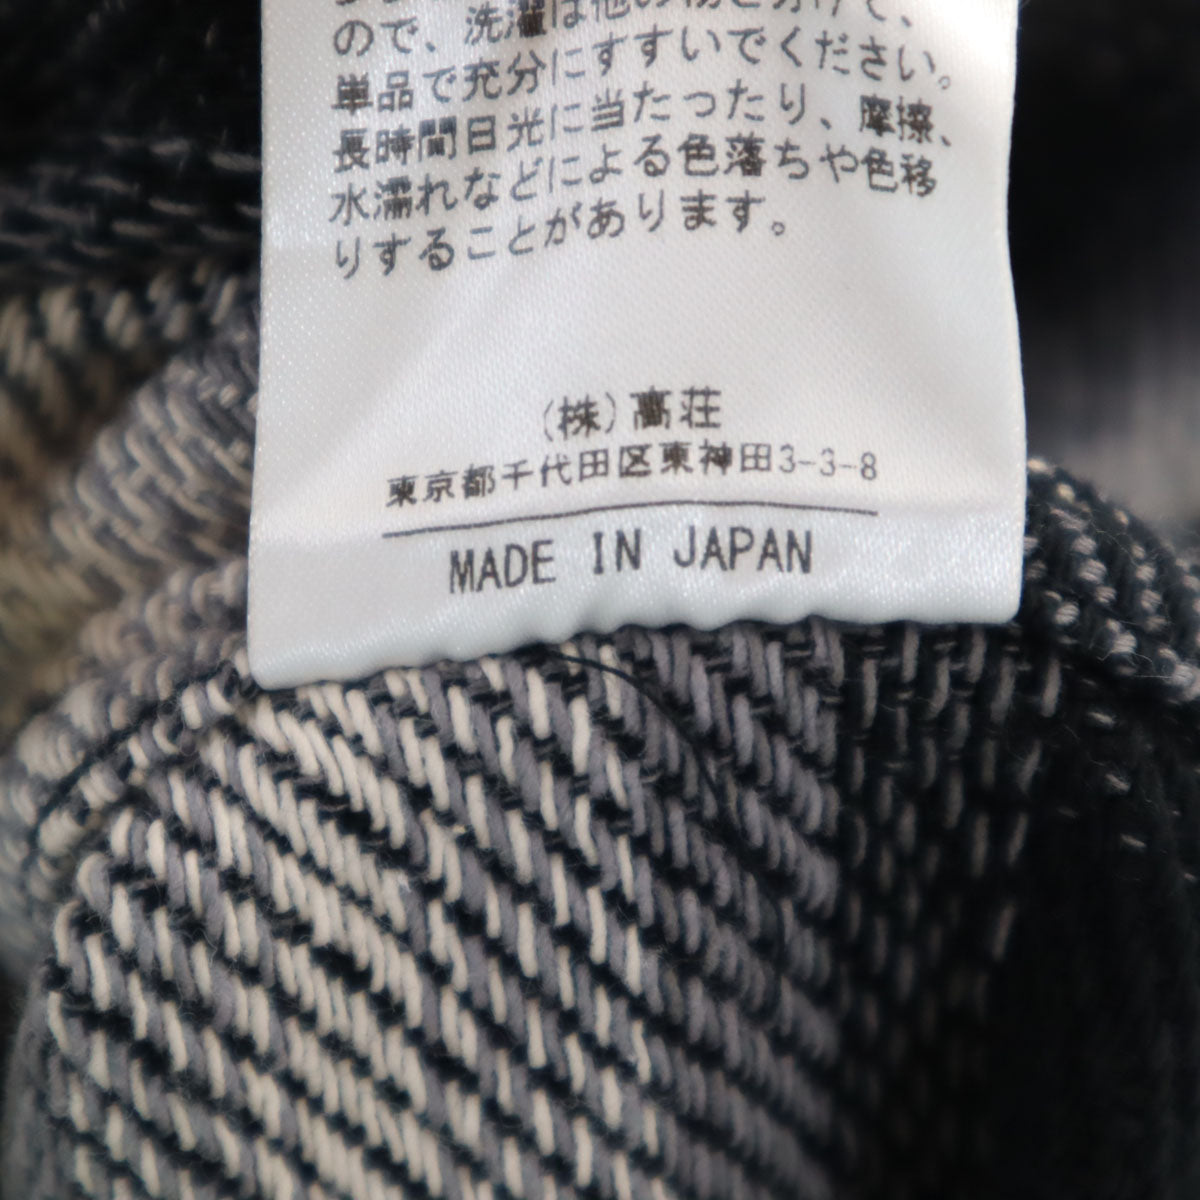 ので、洗濯は他の物と分けて、
単品で充分にすすいでください。
長時間日光に当たったり、摩擦、
水濡れなどによる色落ちや色移
りすることがあります。
(株)高荘
東京都千代田区東神田3-3-8
MADE IN JAPAN